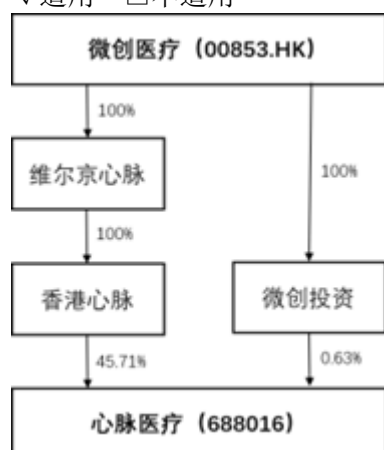 √适用 □不适用
微创医疗（00853.HK）
100%
维尔京心脉
100%
100%
香港心脉
微创投资
45.71%
0.63%
心脉医疗（688016）